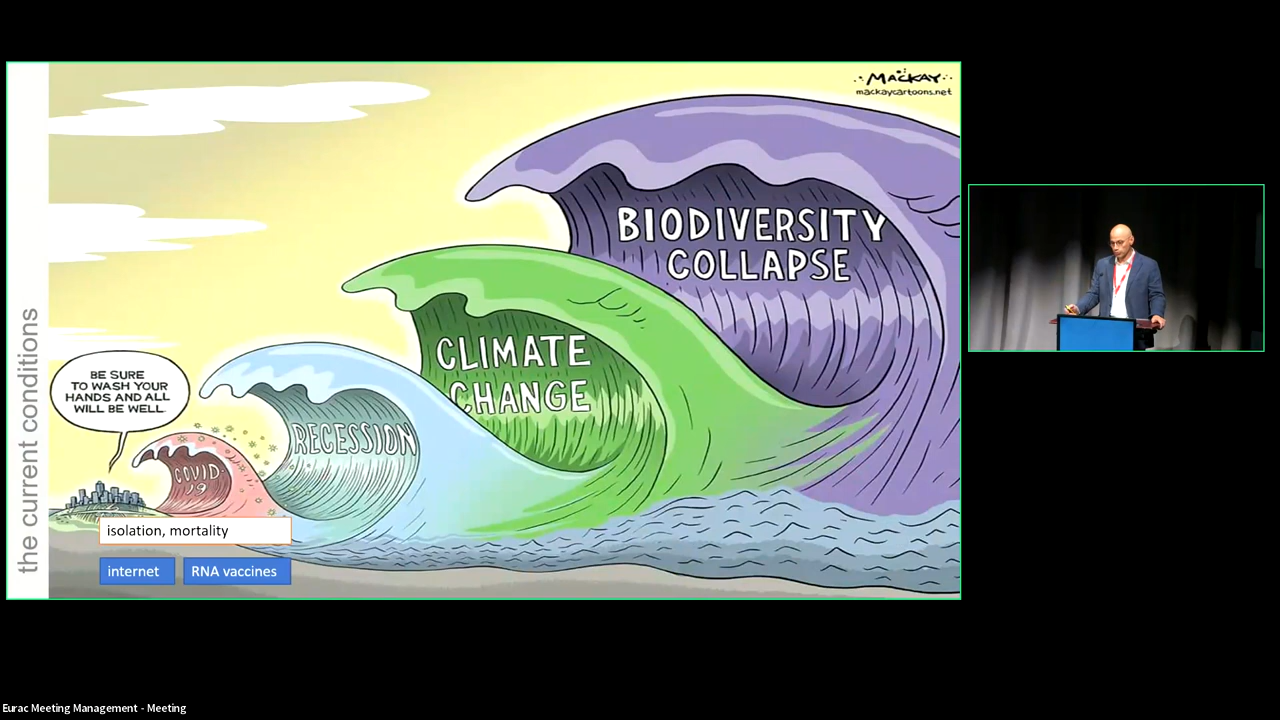 MACKAY
mackaycartoons.net
BIODIVERSITY
COLLAPSE
CLIMATE
CHANGE
RECESSION
COVID
19
BE SURE
TO WASH YOUR
HANDS AND ALL
WILL BE WELL.
the current conditions
isolation, mortality
internet
RNA vaccines
Eurac Meeting Management - Meeting